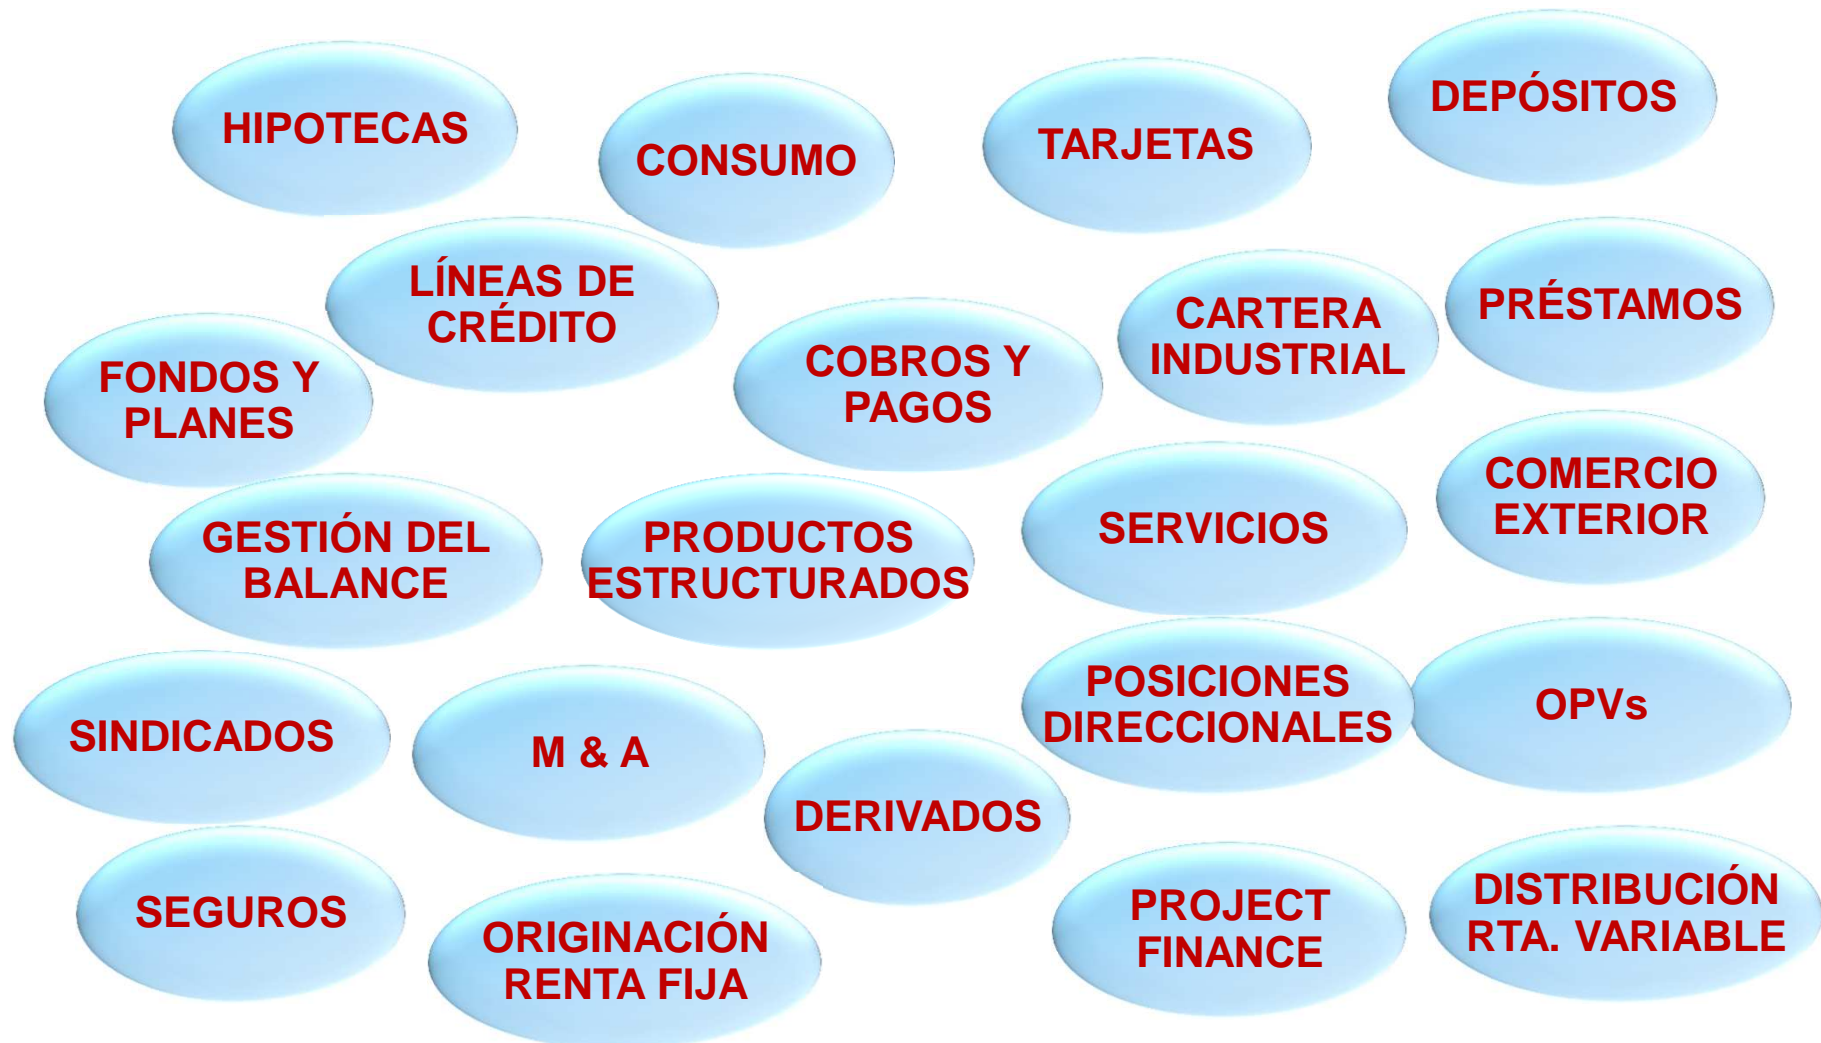 HIPOTECAS
CONSUMO
TARJETAS
DEPÓSITOS
LÍNEAS DE
CRÉDITO
CARTERA
INDUSTRIAL
PRÉSTAMOS
FONDOS Y
PLANES
COBROS Y
PAGOS
GESTIÓN DEL
BALANCE
PRODUCTOS
ESTRUCTURADOS
SERVICIOS
COMERCIO
EXTERIOR
SINDICADOS
M & A
POSICIONES
DIRECCIONALES
OPVs
DERIVADOS
SEGUROS
ORIGINACIÓN
RENTA FIJA
PROJECT
FINANCE
DISTRIBUCIÓN
RTA. VARIABLE